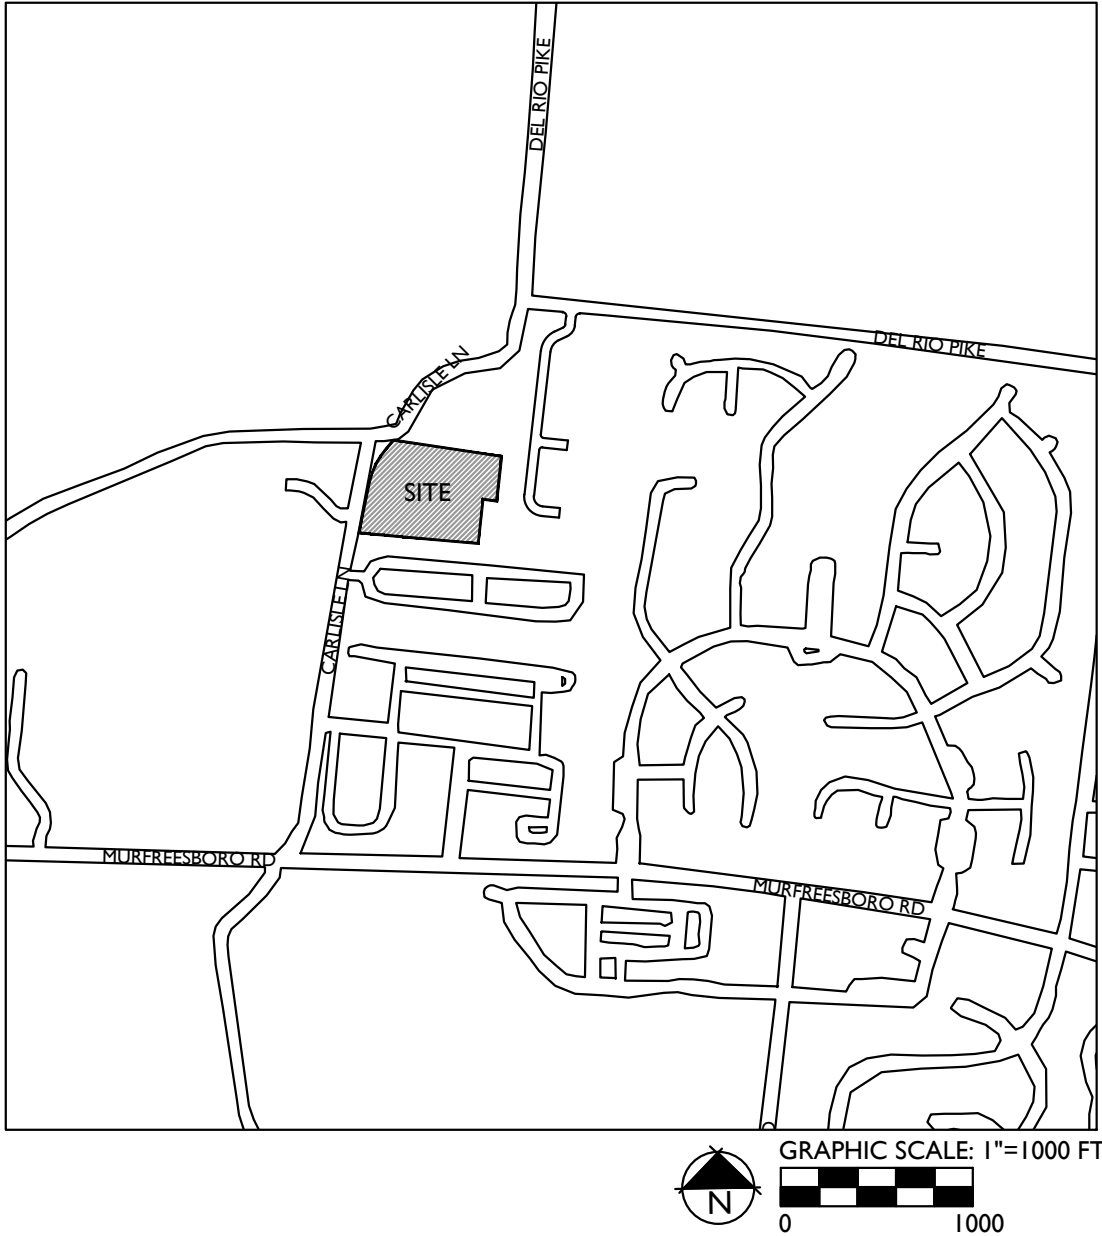 DEL RIO PIKE
DEL RIO PIKE
CARLISLE LN
SITE
CARLISLE LN
MURFREESBORO RD
MURFREESBORO RD
GRAPHIC SCALE: 1"=1000 FT
N
0 1000